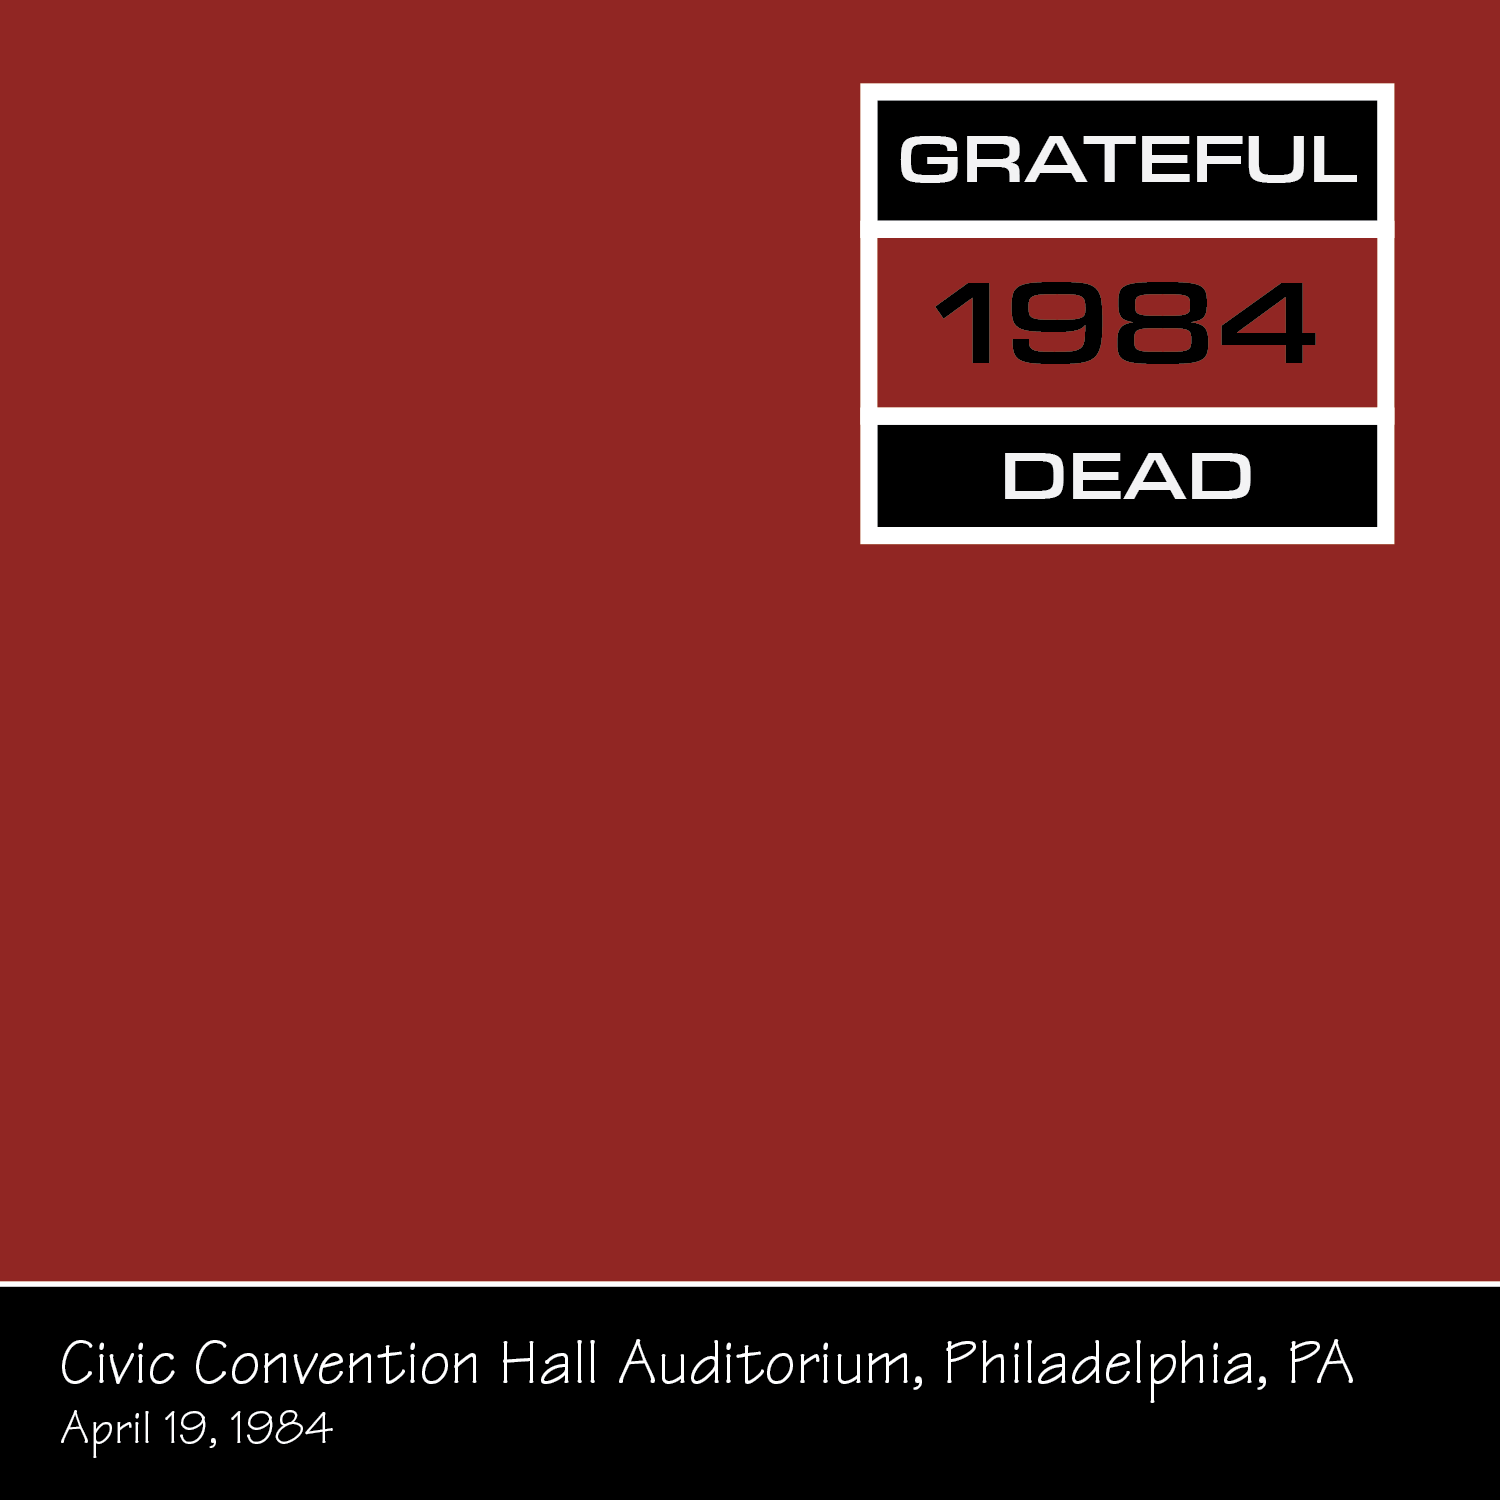 GRATEFUL
1984
DEAD
Civic Convention Hall Auditorium, Philadelphia, PA
April 19, 1984